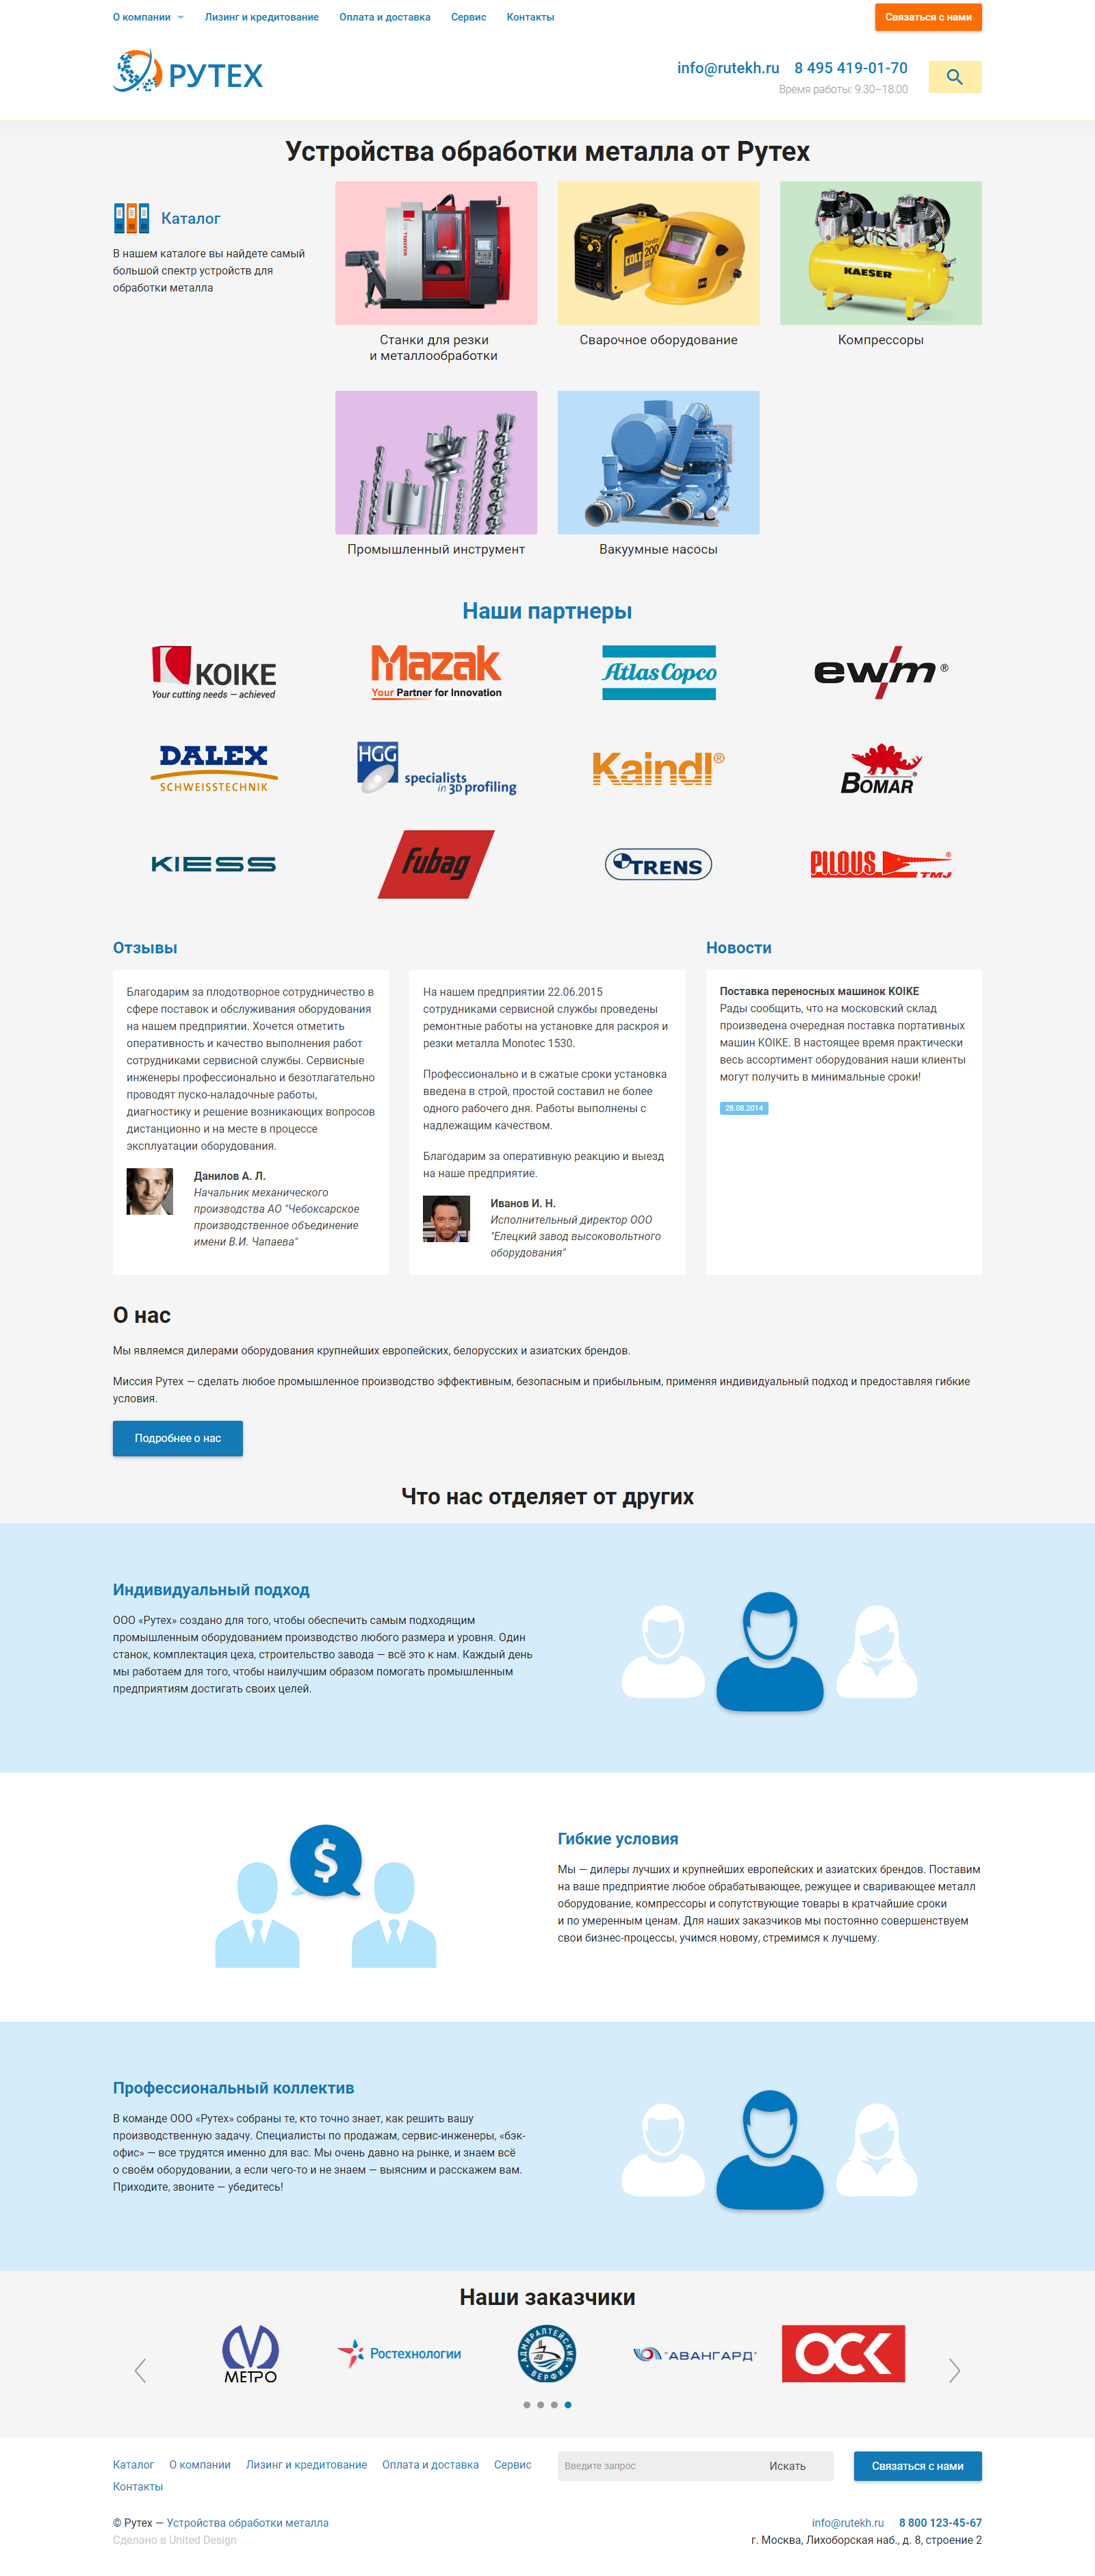 О компании
Лизинг и кредитование
Оплата и доставка
Сервис
Контакты
Связаться с нами
РУТЕХ
info@rutekh.ru 8 495 419-01-70
Время работы: 9:30–18:00
Устройства обработки металла от Рутех
Каталог
В нашем каталоге вы найдете самый
большой спектр устройств для
обработки металла
COLT
Condor
200
KAESER
Станки для резки
и металлообработки
Сварочное оборудование
Компрессоры
Промышленный инструмент
Вакуумные насосы
Наши партнеры
KOIKE
Your cutting needs — achieved
Mazak
Your Partner for Innovation
Atlas Copco
ewm ®
DALEX
SCHWEISSTECHNIK
HGG
specialists
in 3D profiling
Kaindl®
BOMAR®
KIESS
Fubag
TRENS
PILOUS ®
TMJ
Отзывы
Благодарим за плодотворное сотрудничество в
сфере поставок и обслуживания оборудования
на нашем предприятии. Хочется отметить
оперативность и качество выполнения работ
сотрудниками сервисной службы. Сервисные
инженеры профессионально и безотлагательно
проводят пуско-наладочные работы,
диагностику и решение возникающих вопросов
дистанционно и на месте в процессе
эксплуатации оборудования.
Данилов А. Л.
Начальник механического
производства АО "Чебоксарское
производственное объединение
имени В.И. Чапаева"
На нашем предприятии 22.06.2015
сотрудниками сервисной службы проведены
ремонтные работы на установке для раскроя и
резки металла Monotec 1530.
Профессионально и в сжатые сроки установка
введена в строй, простой составил не более
одного рабочего дня. Работы выполнены с
надлежащим качеством.
Благодарим за оперативную реакцию и выезд
на наше предприятие.
Иванов И. Н.
Исполнительный директор ООО
"Елецкий завод высоковольтного
оборудования"
Новости
Поставка переносных машинок KOIKE
Рады сообщить, что на московский склад
произведена очередная поставка портативных
машин KOIKE. В настоящее время практически
весь ассортимент оборудования наши клиенты
могут получить в минимальные сроки!
28.08.2014
О нас
Мы являемся дилерами оборудования крупнейших европейских, белорусских и азиатских брендов.
Миссия Рутех — сделать любое промышленное производство эффективным, безопасным и прибыльным, применяя индивидуальный подход и предоставляя гибкие
условия.
Подробнее о нас
Что нас отделяет от других
Индивидуальный подход
ООО «Рутех» создано для того, чтобы обеспечить самым подходящим
промышленным оборудованием производство любого размера и уровня. Один
станок, комплектация цеха, строительство завода — всё это к нам. Каждый день
мы работаем для того, чтобы наилучшим образом помогать промышленным
предприятиям достигать своих целей.
$
Гибкие условия
Мы — дилеры лучших и крупнейших европейских и азиатских брендов. Поставим
на ваше предприятие любое обрабатывающее, режущее и сваривающее металл
оборудование, компрессоры и сопутствующие товары в кратчайшие сроки
и по умеренным ценам. Для наших заказчиков мы постоянно совершенствуем
свои бизнес-процессы, учимся новому, стремимся к лучшему.
Профессиональный коллектив
В команде ООО «Рутех» собраны те, кто точно знает, как решить вашу
производственную задачу. Специалисты по продажам, сервис-инженеры, «бэк-
офис» — все трудятся именно для вас. Мы очень давно на рынке, и знаем всё
о своём оборудовании, а если чего-то и не знаем — выясним и расскажем вам.
Приходите, звоните — убедитесь!
Наши заказчики
МЕТРО
Ростехнологии
АДМИРАЛТЕЙСКИЕ ВЕРФИ
"АВАНГАРД"
ОСК
Каталог О компании Лизинг и кредитование Оплата и доставка Сервис
Контакты
Введите запрос
Искать
Связаться с нами
© Рутех — Устройства обработки металла
Сделано в United Design
info@rutekh.ru 8 800 123-45-67
г. Москва, Лихоборская наб., д. 8, строение 2